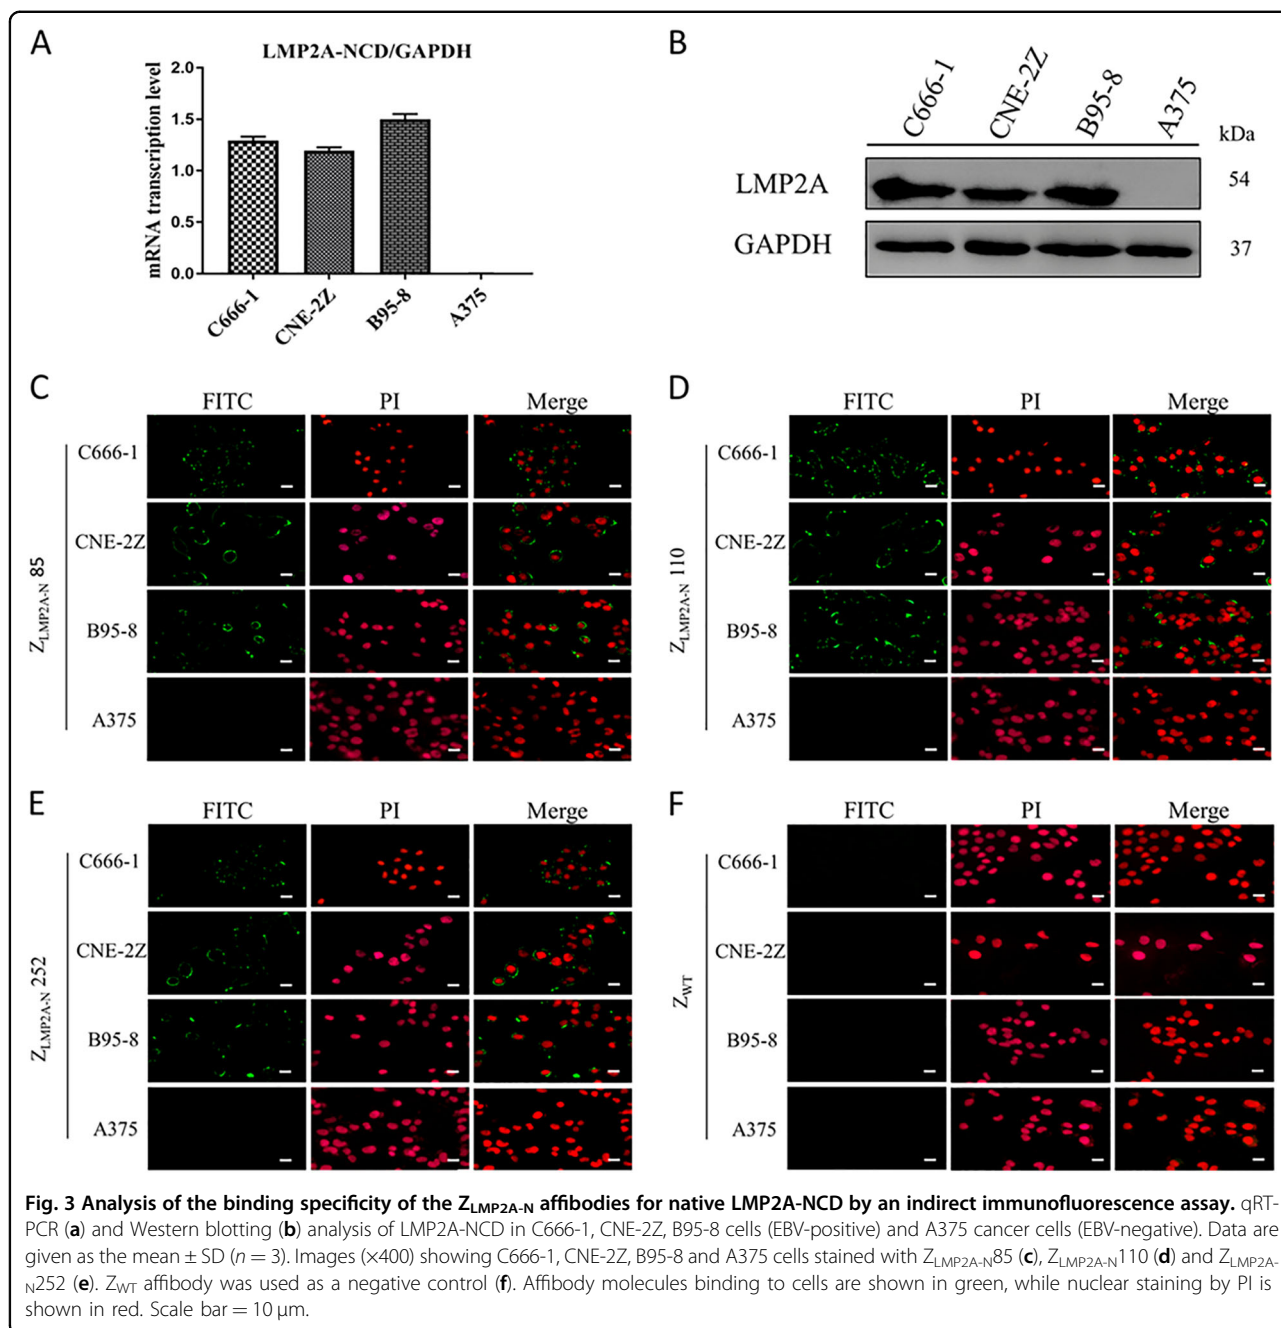 A
LMP2A-NCD/GAPDH
mRNA transcription level
2.0
1.5
1.0
0.5
0.0
C666-1
CNE-2Z
B95-8
A375
B
C666-1
CNE-2Z
B95-8
A375
kDa
LMP2A
54
GAPDH
37
C
FITC PI Merge
Z_LMP2A-N 85
C666-1
CNE-2Z
B95-8
A375
D
FITC PI Merge
Z_LMP2A-N 110
C666-1
CNE-2Z
B95-8
A375
E
FITC PI Merge
Z_LMP2A-N 252
C666-1
CNE-2Z
B95-8
A375
F
FITC PI Merge
Z_WT
C666-1
CNE-2Z
B95-8
A375
Fig. 3 Analysis of the binding specificity of the Z_LMP2A-N affibodies for native LMP2A-NCD by an indirect immunofluorescence assay. qRT-
PCR (a) and Western blotting (b) analysis of LMP2A-NCD in C666-1, CNE-2Z, B95-8 cells (EBV-positive) and A375 cancer cells (EBV-negative). Data are
given as the mean ± SD (n = 3). Images (×400) showing C666-1, CNE-2Z, B95-8 and A375 cells stained with Z_LMP2A-N85 (c), Z_LMP2A-N110 (d) and Z_LMP2A-
N252 (e). Z_WT affibody was used as a negative control (f). Affibody molecules binding to cells are shown in green, while nuclear staining by PI is
shown in red. Scale bar = 10 μm.